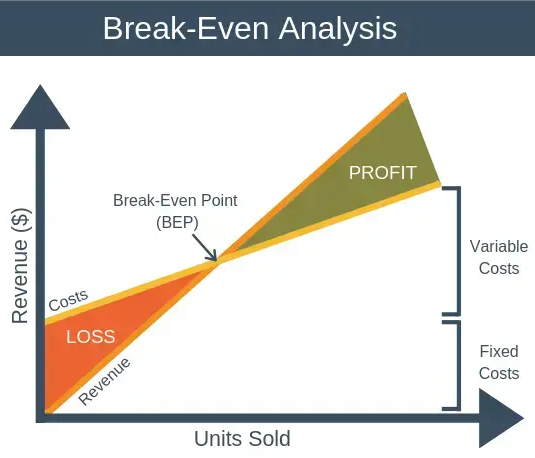 Break-Even Analysis
Revenue ($)
Break-Even Point
(BEP)
PROFIT
Costs
LOSS
Revenue
Variable
Costs
Fixed
Costs
Units Sold